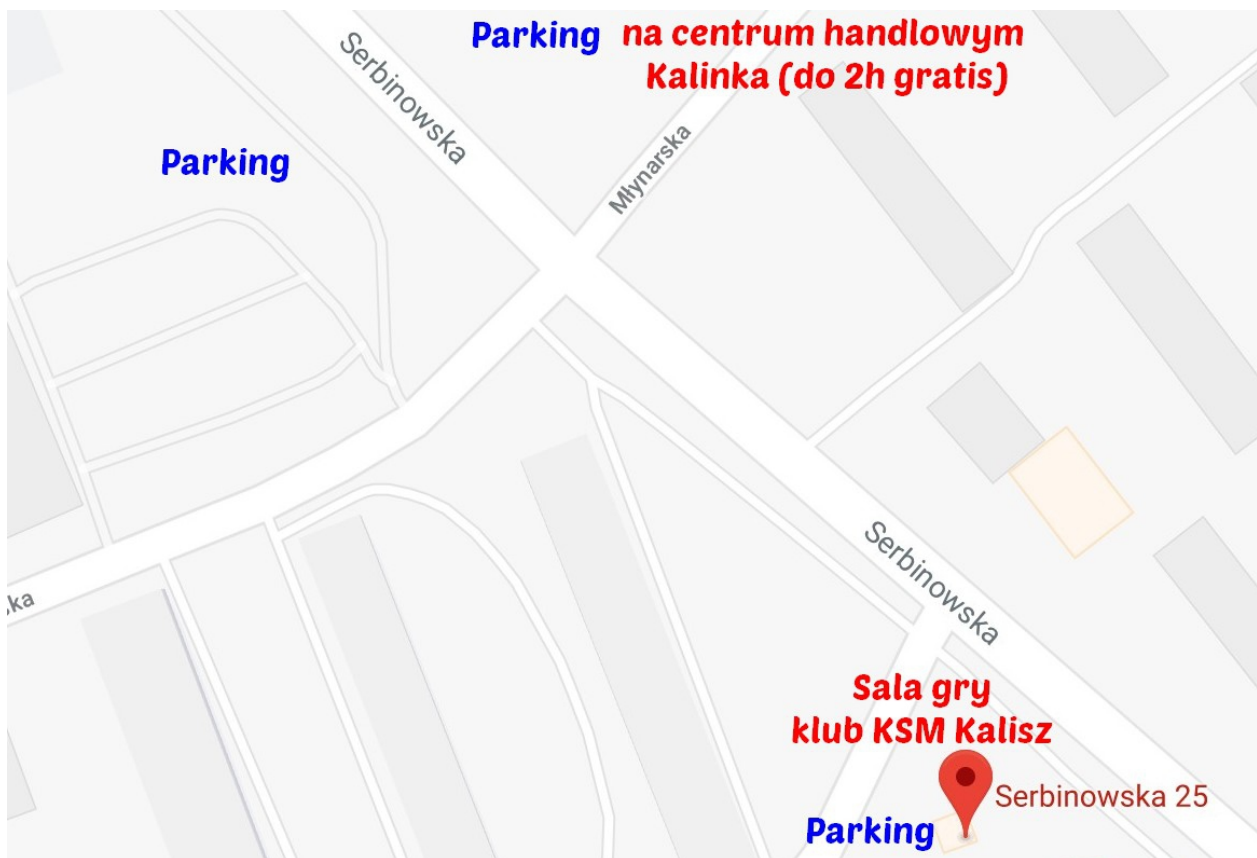 Parking na centrum handlowym
Kalinka (do 2h gratis)
Serbinowska
Parking
Młynarska
Serbinowska
ska
Sala gry
klub KSM Kalisz
Serbinowska 25
Parking